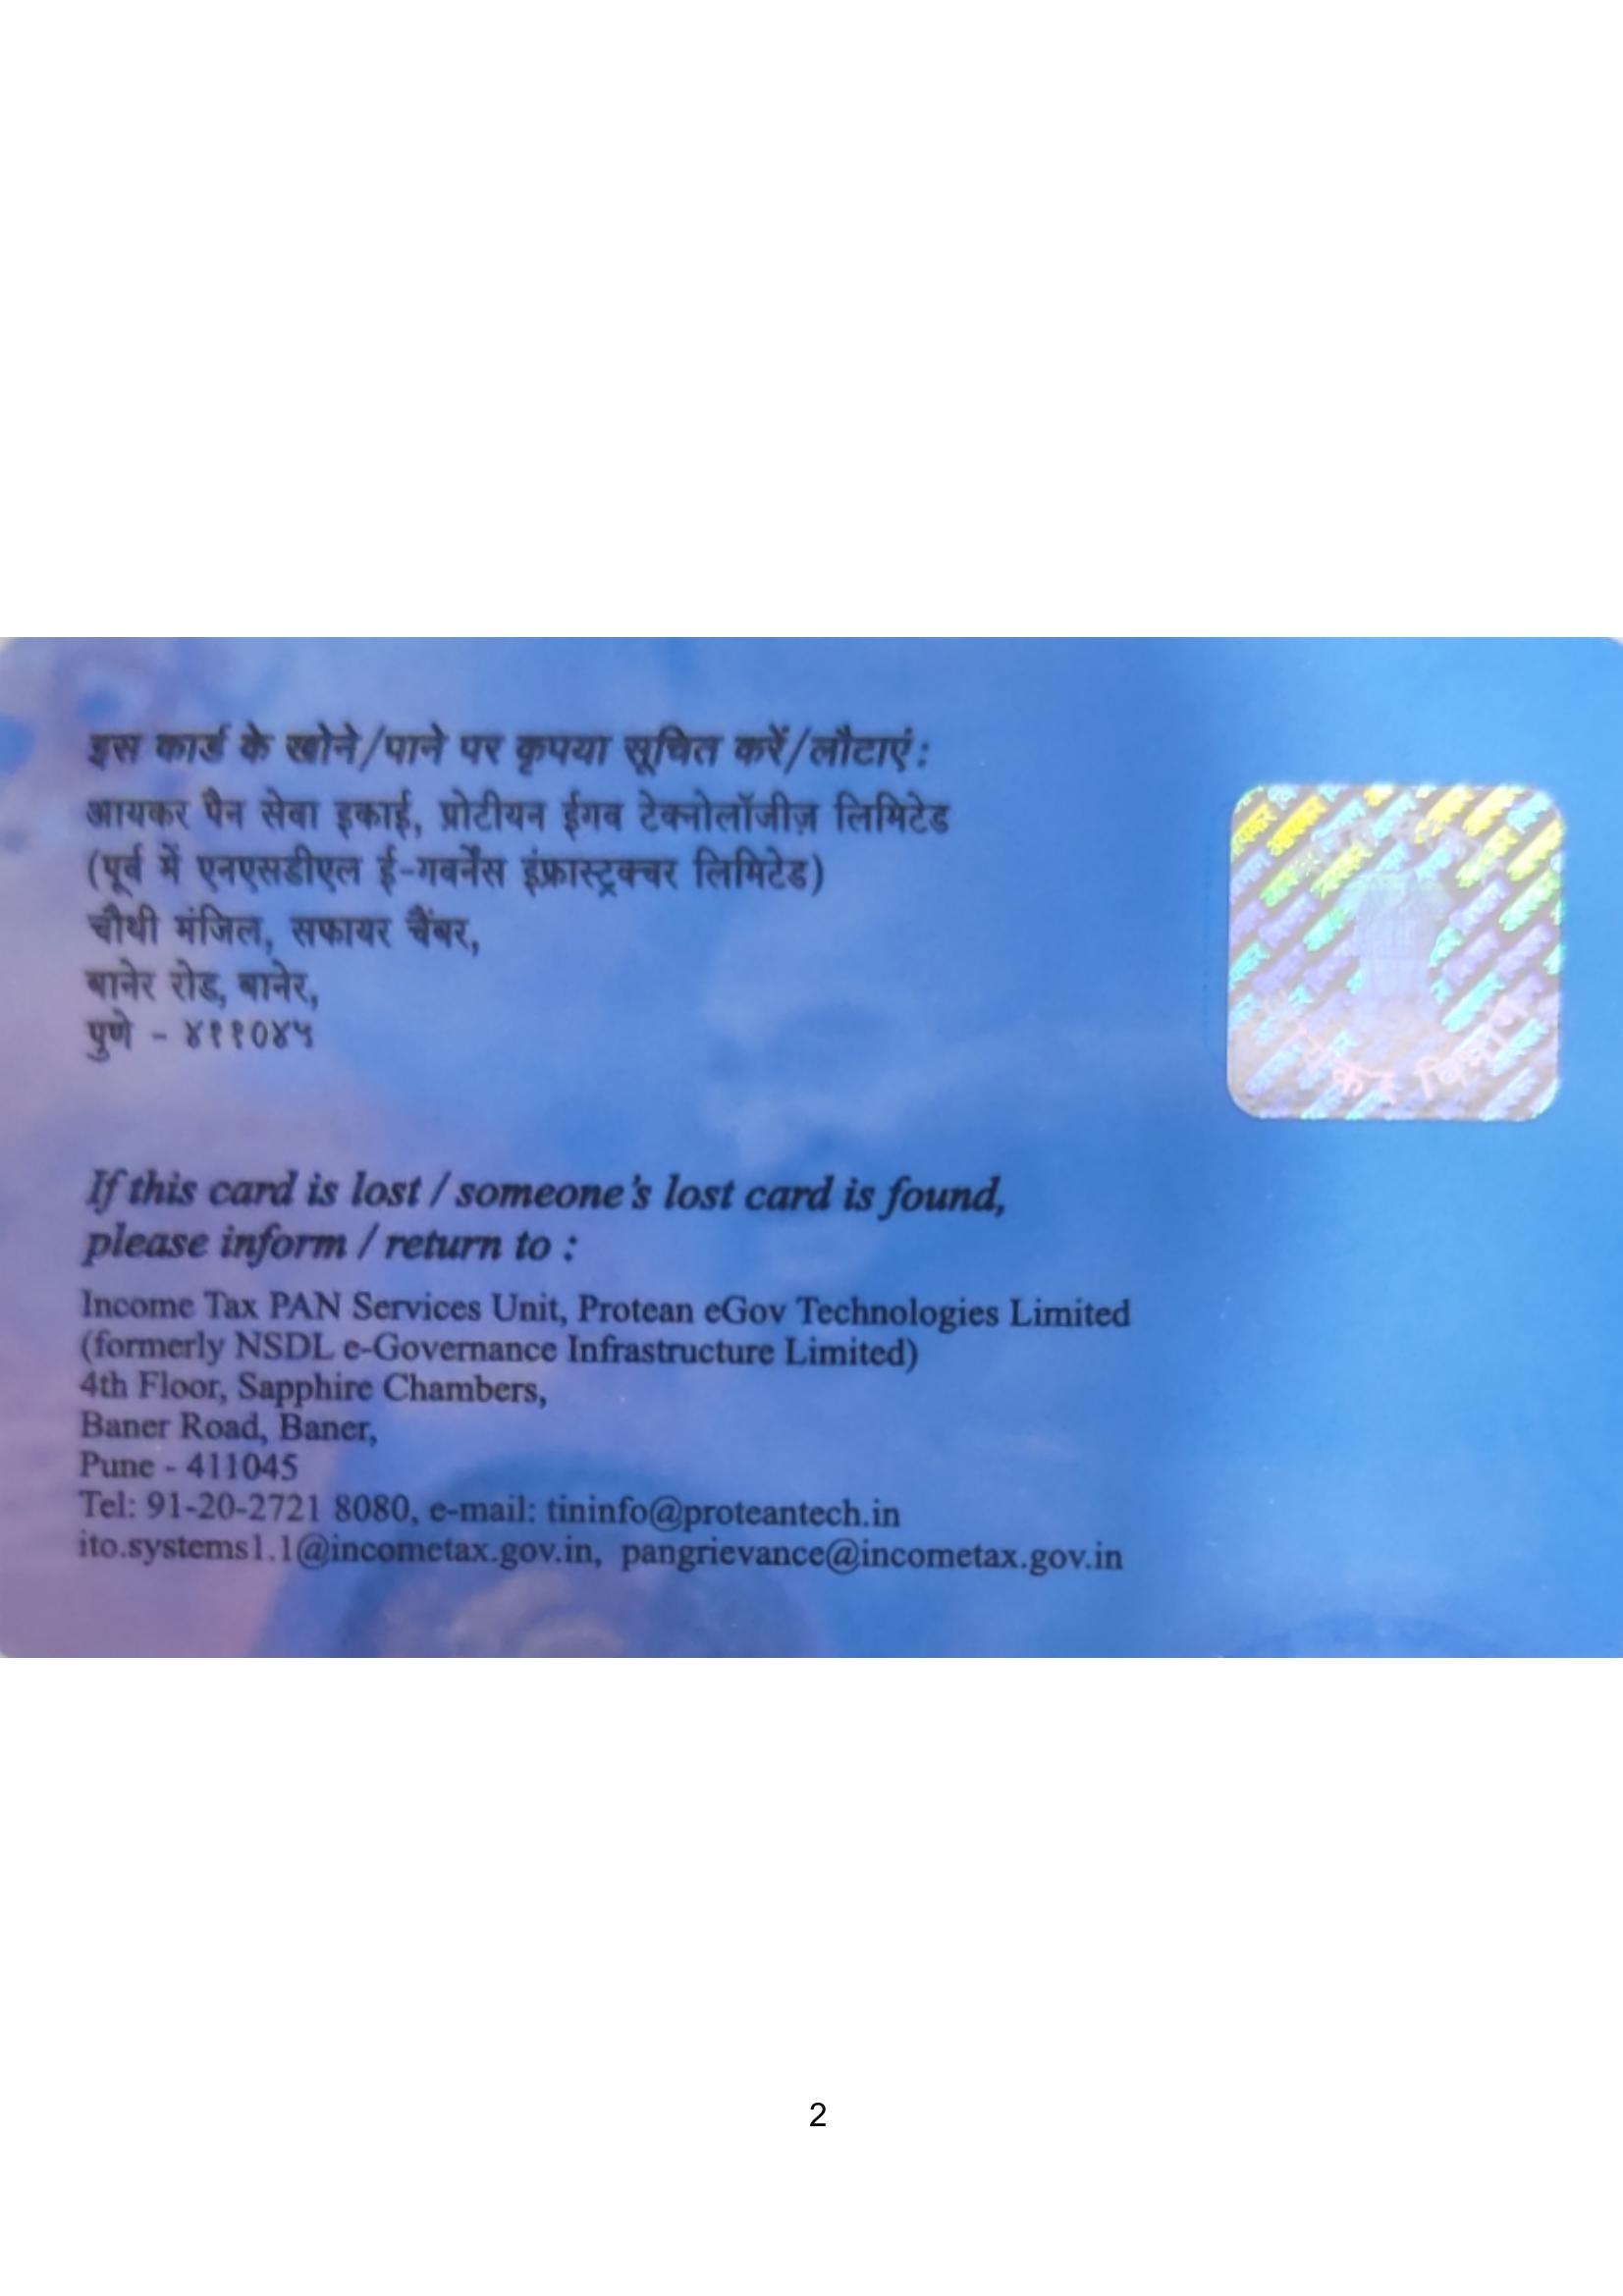 इस कार्ड के खोने/पाने पर कृपया सूचित करें/लौटाएं :
आयकर पैन सेवा इकाई, प्रोटीयन ईगव टेक्नोलॉजीज़ लिमिटेड
(पूर्व में एनएसडीएल ई-गवर्नेंस इंफ्रास्ट्रक्चर लिमिटेड)
चौथी मंजिल, सफायर चैंबर,
बानेर रोड, बानेर,
पुणे - ४११०४५
If this card is lost / someone's lost card is found,
please inform / return to :
Income Tax PAN Services Unit, Protean eGov Technologies Limited
(formerly NSDL e-Governance Infrastructure Limited)
4th Floor, Sapphire Chambers,
Baner Road, Baner,
Pune - 411045
Tel: 91-20-2721 8080, e-mail: tininfo@proteantech.in
ito.systems1.1@incometax.gov.in, pangrievance@incometax.gov.in
2